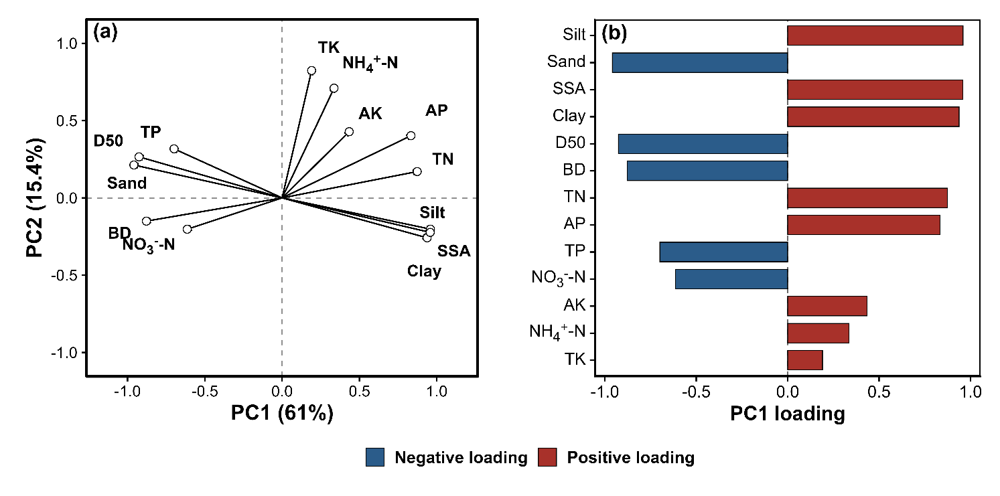 (a)
1.0
0.5
0.0
-0.5
-1.0
PC2 (15.4%)
TK
NH₄⁺-N
AK
AP
TP
D50
TN
Sand
Silt
BD
NO₃⁻-N
SSA
Clay
-1.0 -0.5 0.0 0.5 1.0
PC1 (61%)
(b)
Silt
Sand
SSA
Clay
D50
BD
TN
AP
TP
NO₃⁻-N
AK
NH₄⁺-N
TK
-1.0 -0.5 0.0 0.5 1.0
PC1 loading
Negative loading Positive loading